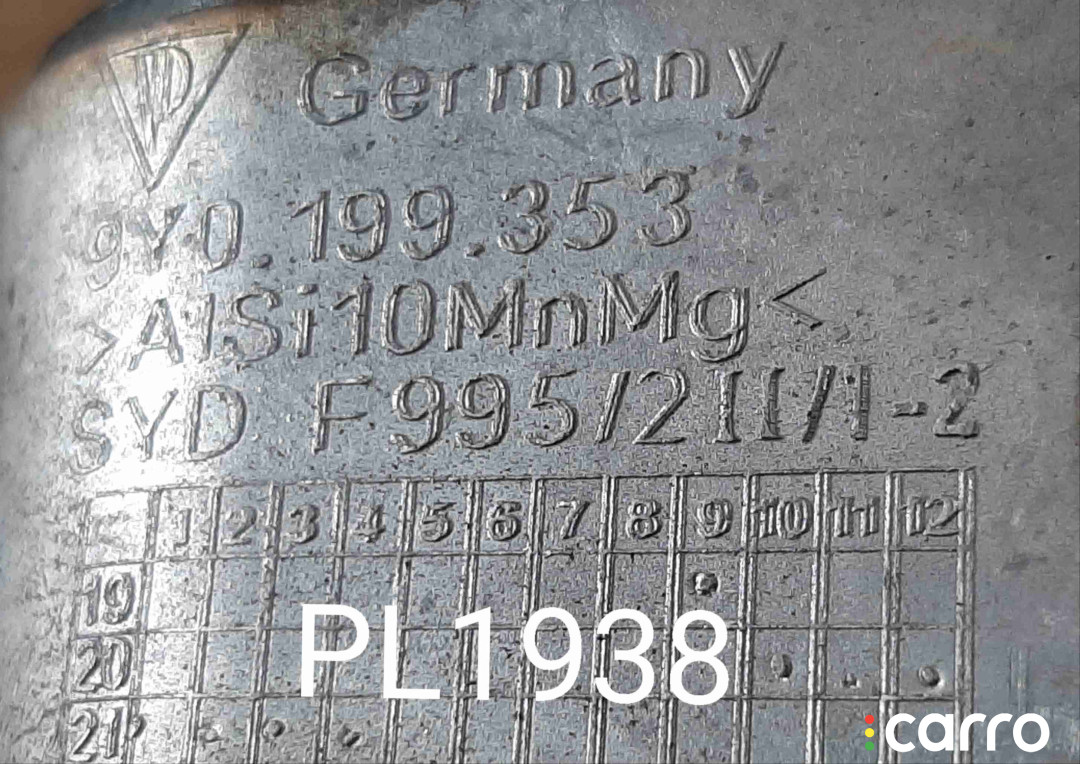 Germany
9Y0.199.353
>AlSi10MnMg<
SYD F995/2II/1-2
1 2 3 4 5 6 7 8 9 10 11 12
19
20
21
PL1938
carro